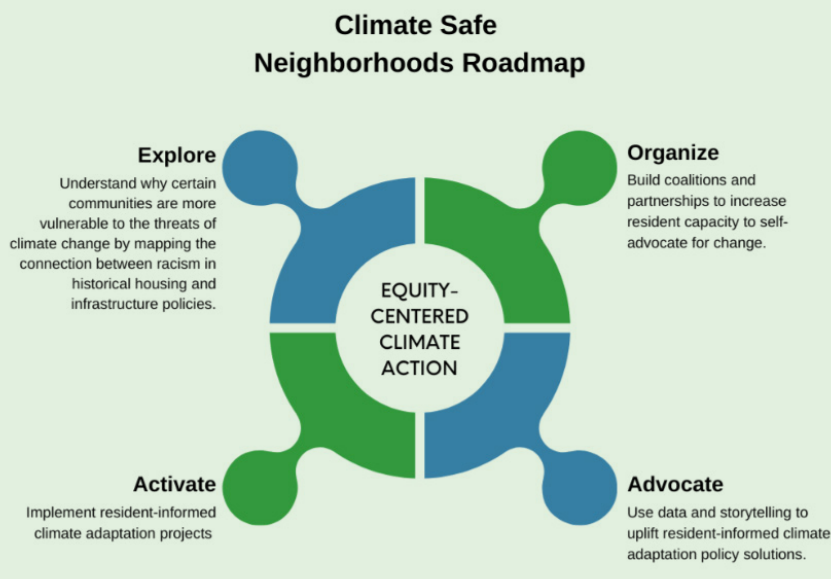 Climate Safe
Neighborhoods Roadmap
Explore
Understand why certain
communities are more
vulnerable to the threats of
climate change by mapping the
connection between racism in
historical housing and
infrastructure policies.
Organize
Build coalitions and
partnerships to increase
resident capacity to self-
advocate for change.
EQUITY-
CENTERED
CLIMATE
ACTION
Activate
Implement resident-informed
climate adaptation projects
Advocate
Use data and storytelling to
uplift resident-informed climate
adaptation policy solutions.